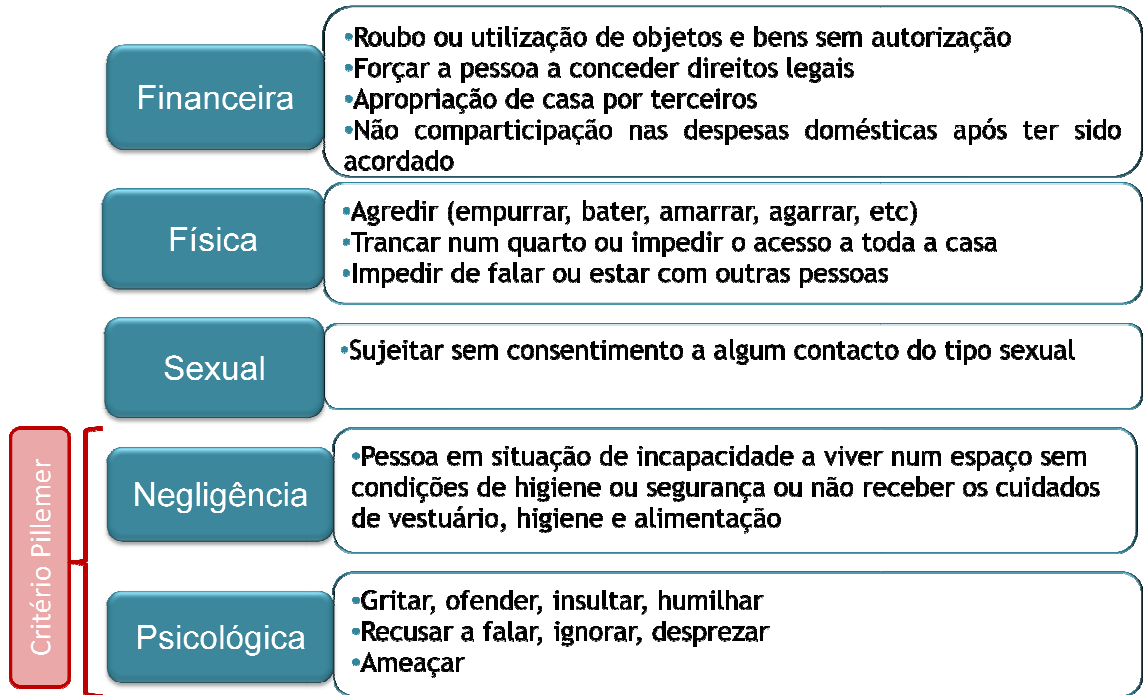 Financeira
•Roubo ou utilização de objetos e bens sem autorização
•Forçar a pessoa a conceder direitos legais
•Apropriação de casa por terceiros
•Não comparticipação nas despesas domésticas após ter sido
acordado
Física
•Agredir (empurrar, bater, amarrar, agarrar, etc)
•Trancar num quarto ou impedir o acesso a toda a casa
•Impedir de falar ou estar com outras pessoas
Sexual
•Sujeitar sem consentimento a algum contacto do tipo sexual
Critério Pillemer
Negligência
•Pessoa em situação de incapacidade a viver num espaço sem
condições de higiene ou segurança ou não receber os cuidados
de vestuário, higiene e alimentação
Psicológica
•Gritar, ofender, insultar, humilhar
•Recusar a falar, ignorar, desprezar
•Ameaçar